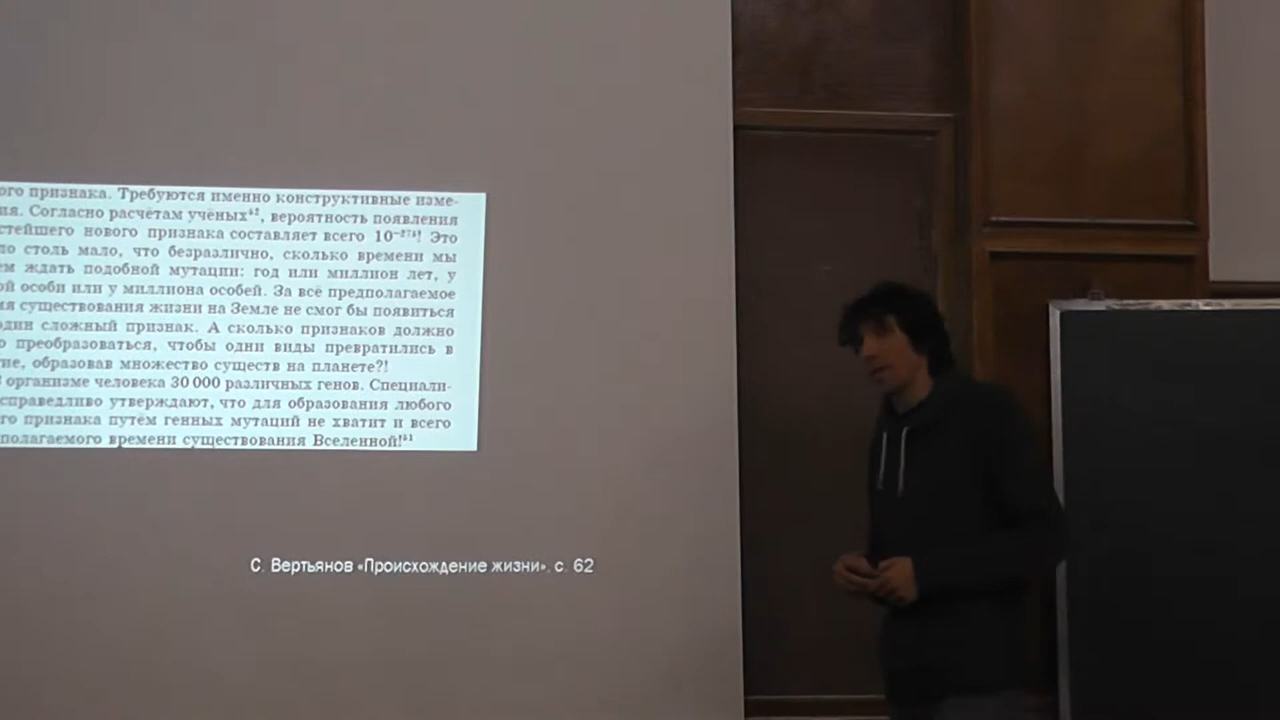 ого признака. Требуются именно конструктивные изме-
ия. Согласно расчётам учёных⁴², вероятность появления
стейшего нового признака составляет всего 10⁻²⁷⁵! Это
ло столь мало, что безразлично, сколько времени мы
ем ждать подобной мутации: год или миллион лет, у
ой особи или у миллиона особей. За всё предполагаемое
мя существования жизни на Земле не смог бы появиться
один сложный признак. А сколько признаков должно
о преобразоваться, чтобы одни виды превратились в
гие, образовав множество существ на планете?!
В организме человека 30 000 различных генов. Специали-
справедливо утверждают, что для образования любого
го признака путём генных мутаций не хватит и всего
полагаемого времени существования Вселенной!⁵¹
С. Вертьянов «Происхождение жизни». с. 62